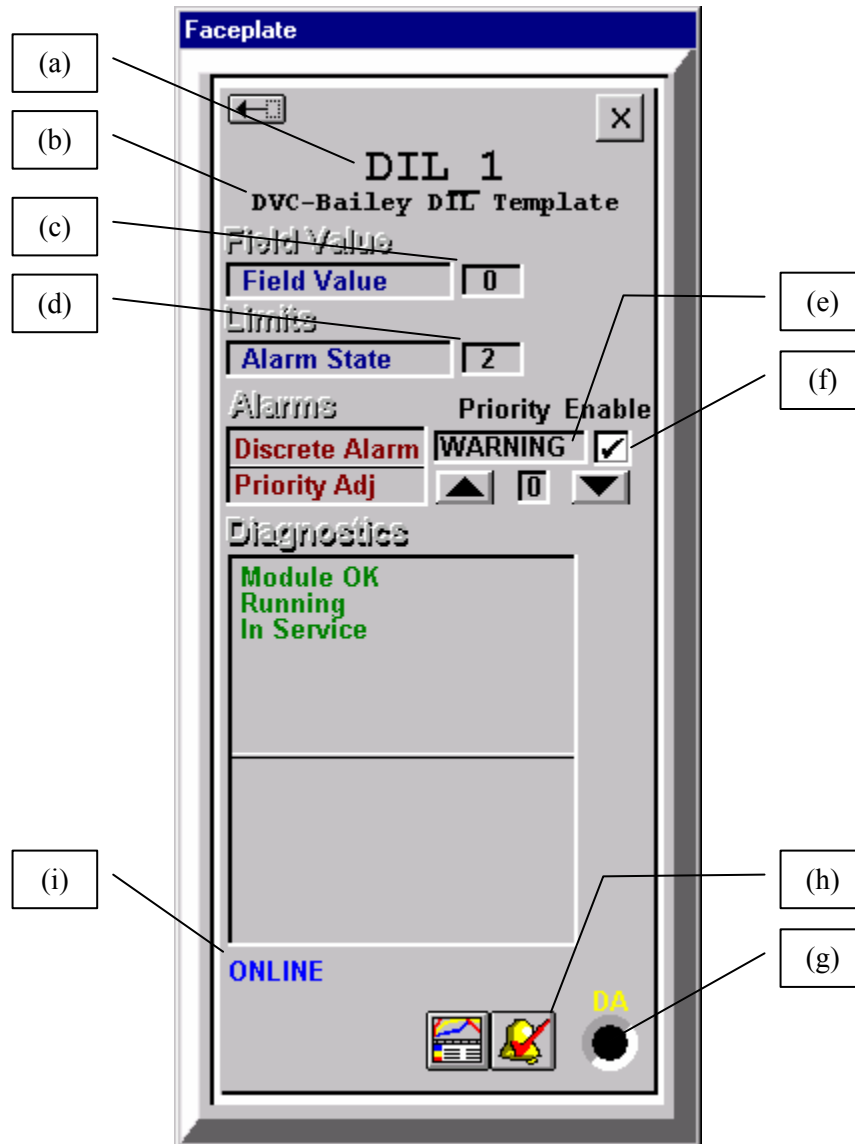 Faceplate
(a)
(b)
(c)
(d)
X
DIL 1
DVC-Bailey DIL Template
Field Value
Field Value 0
Limits
Alarm State 2
(e)
(f)
Alarms Priority Enable
Discrete Alarm WARNING
Priority Adj 0
Diagnostics
Module OK
Running
In Service
(i)
(h)
(g)
ONLINE
DA